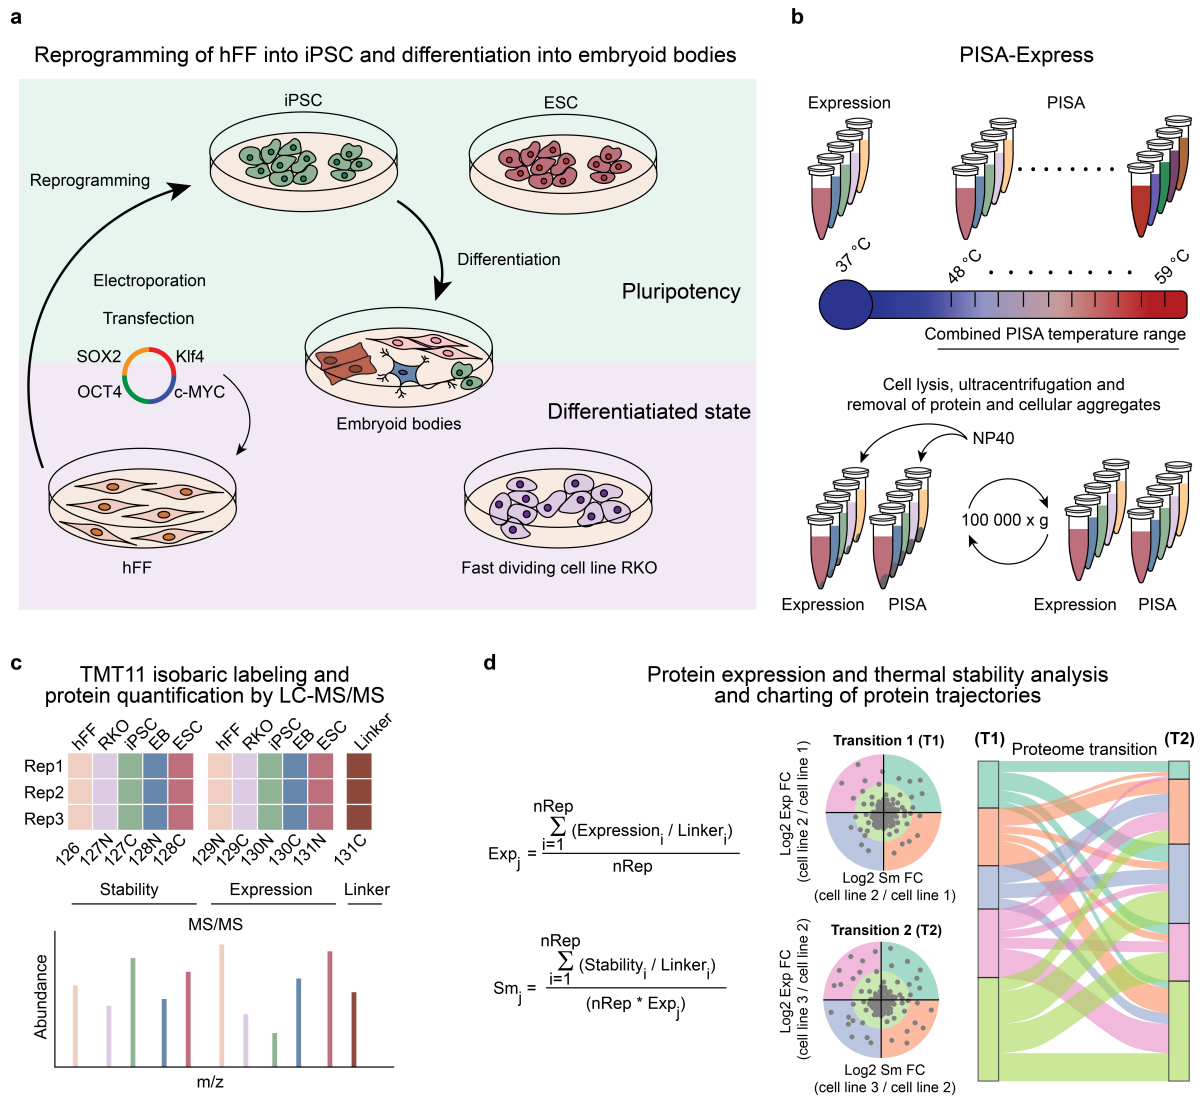 a
Reprogramming of hFF into iPSC and differentiation into embryoid bodies
iPSC
ESC
Reprogramming
Differentiation
Electroporation
Pluripotency
Transfection
SOX2
Klf4
OCT4
c-MYC
Differentiatiated state
Embryoid bodies
hFF
Fast dividing cell line RKO
b
PISA-Express
Expression
PISA
37 °C
48 °C
59 °C
Combined PISA temperature range
Cell lysis, ultracentrifugation and
removal of protein and cellular aggregates
NP40
100 000 x g
Expression
PISA
Expression
PISA
c
TMT11 isobaric labeling and
protein quantification by LC-MS/MS
hFF RKO iPSC EB ESC hFF RKO iPSC EB ESC Linker
Rep1
Rep2
Rep3
126 127N 127C 128N 128C 129N 129C 130N 130C 131N 131C
Stability Expression Linker
MS/MS
Abundance
m/z
d
Protein expression and thermal stability analysis
and charting of protein trajectories
Exp_j = nRep Σ i=1 (Expression_i / Linker_i)
nRep
Sm_j = nRep Σ i=1 (Stability_i / Linker_i)
(nRep * Exp_j)
Transition 1 (T1)
Log2 Exp FC
(cell line 2 / cell line 1)
Log2 Sm FC
(cell line 2 / cell line 1)
Transition 2 (T2)
Log2 Exp FC
(cell line 3 / cell line 2)
Log2 Sm FC
(cell line 3 / cell line 2)
(T1)
(T2)
Proteome transition